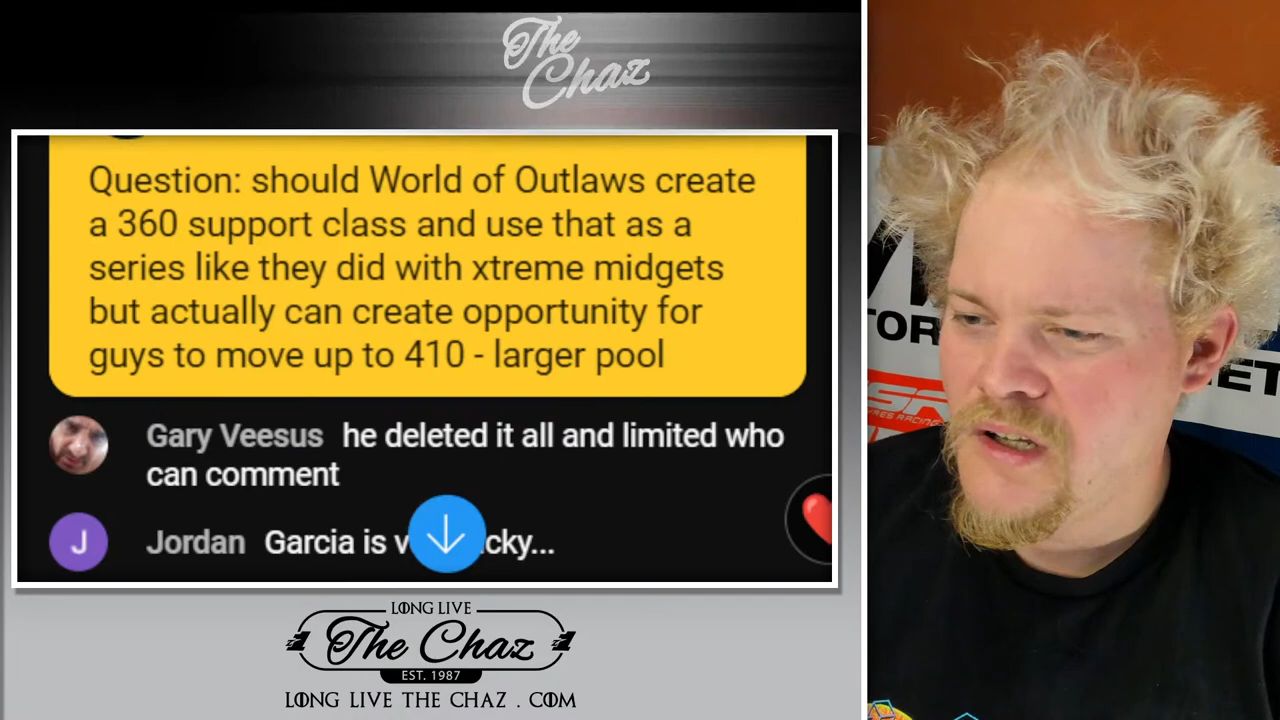 The
Chaz
Question: should World of Outlaws create
a 360 support class and use that as a
series like they did with xtreme midgets
but actually can create opportunity for
guys to move up to 410 - larger pool
Gary Veesus he deleted it all and limited who
can comment
J Jordan Garcia is
LONG LIVE
The Chaz
EST. 1987
LONG LIVE THE CHAZ . COM